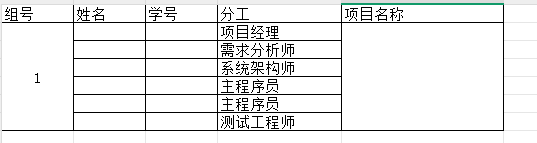 组号 姓名 学号 分工 项目名称
项目经理
需求分析师
系统架构师
1
主程序员
主程序员
测试工程师